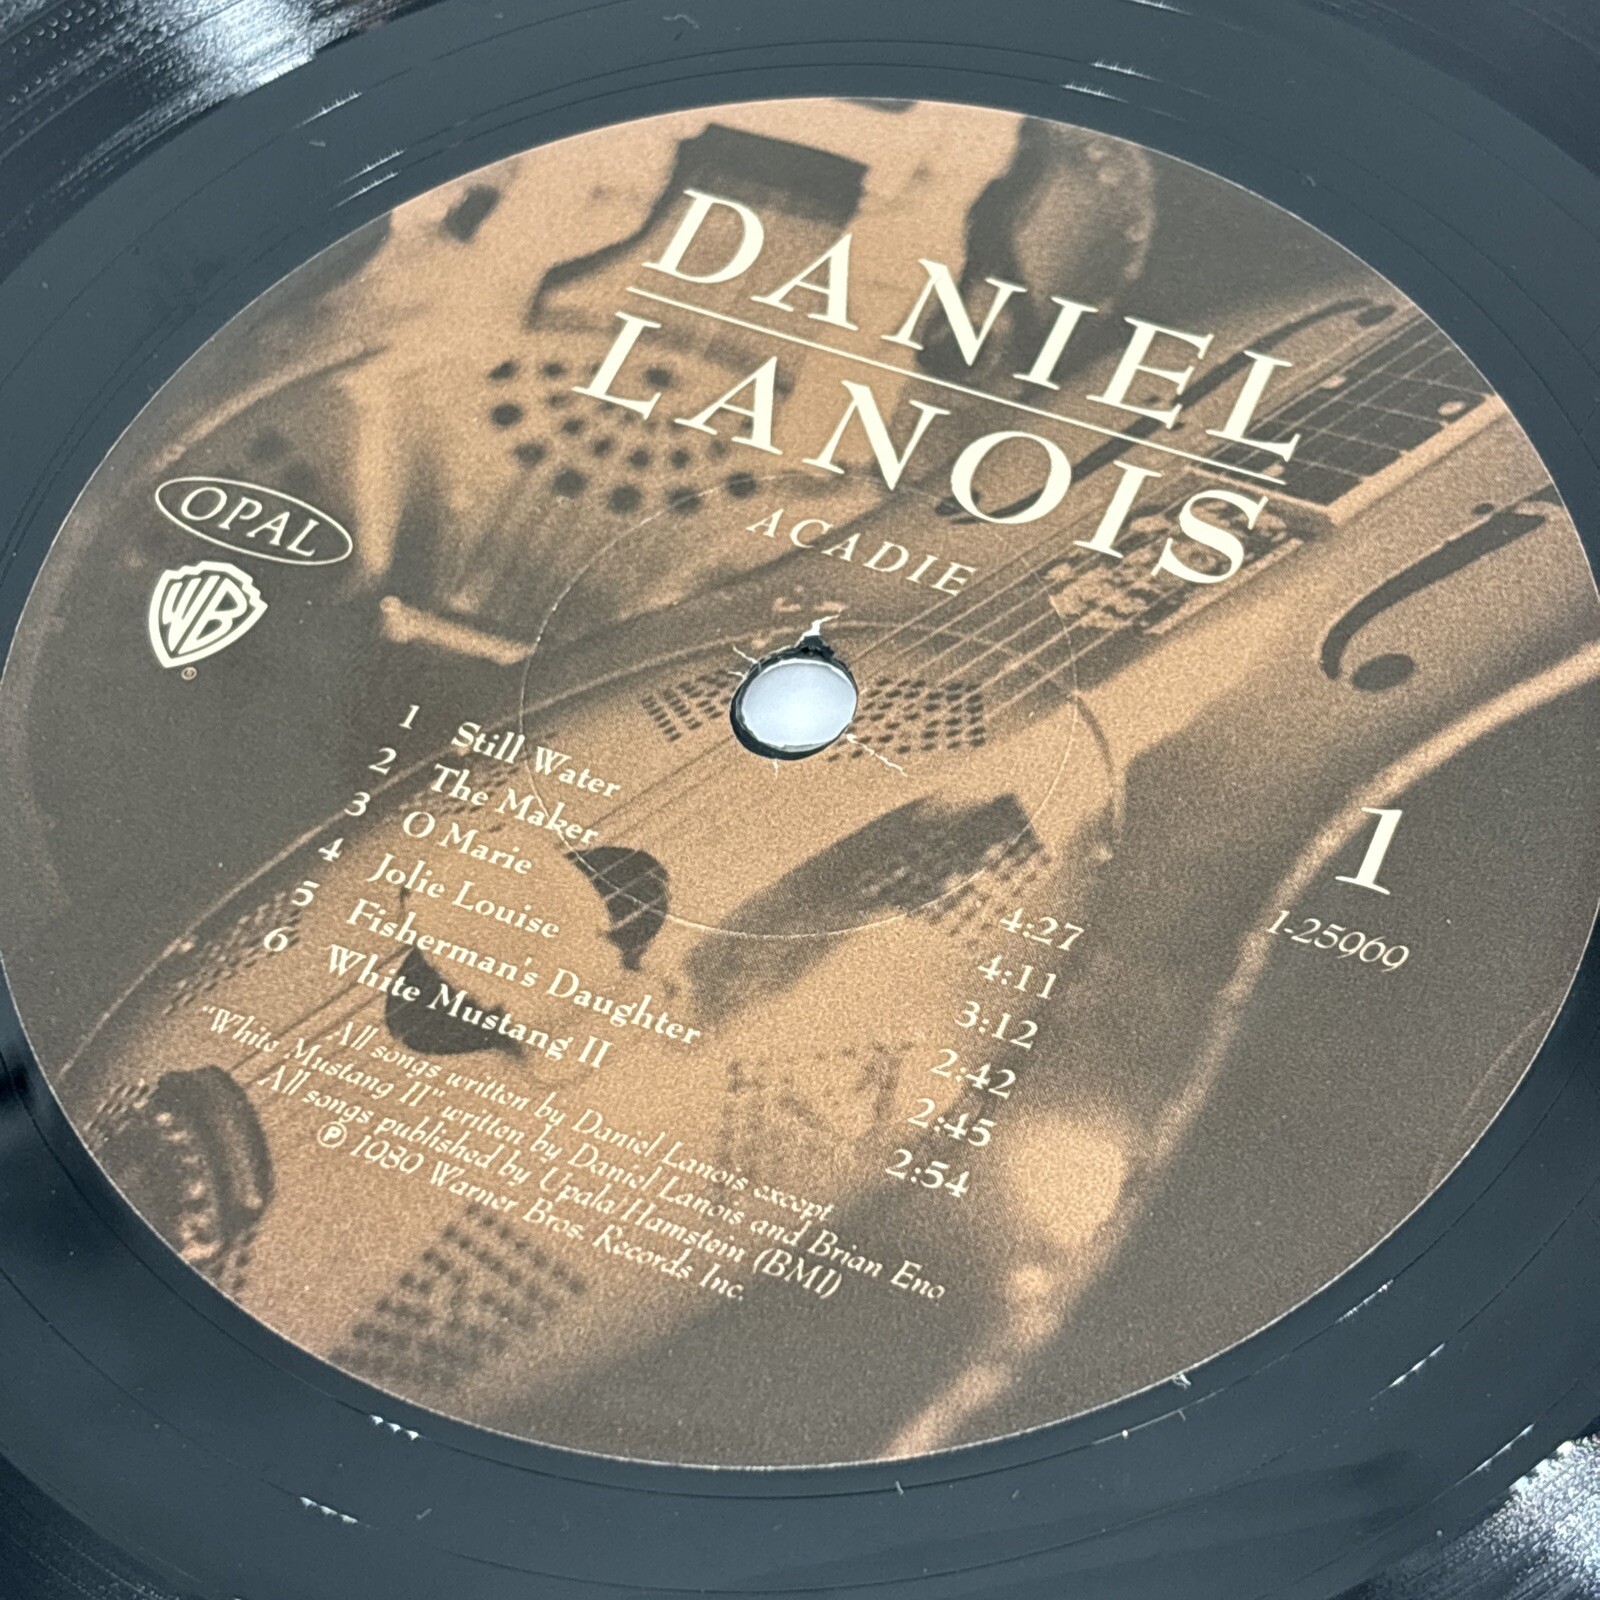 DANIEL
LANOIS
ACADIE
OPAL
WB
®
1
1-25969
1 Still Water 4:27
2 The Maker 4:11
3 O Marie 3:12
4 Jolie Louise 2:42
5 Fisherman's Daughter 2:45
6 White Mustang II 2:54
All songs written by Daniel Lanois except
"White Mustang II" written by Daniel Lanois and Brian Eno
All songs published by Upala/Hamstein (BMI)
℗ 1989 Warner Bros. Records Inc.